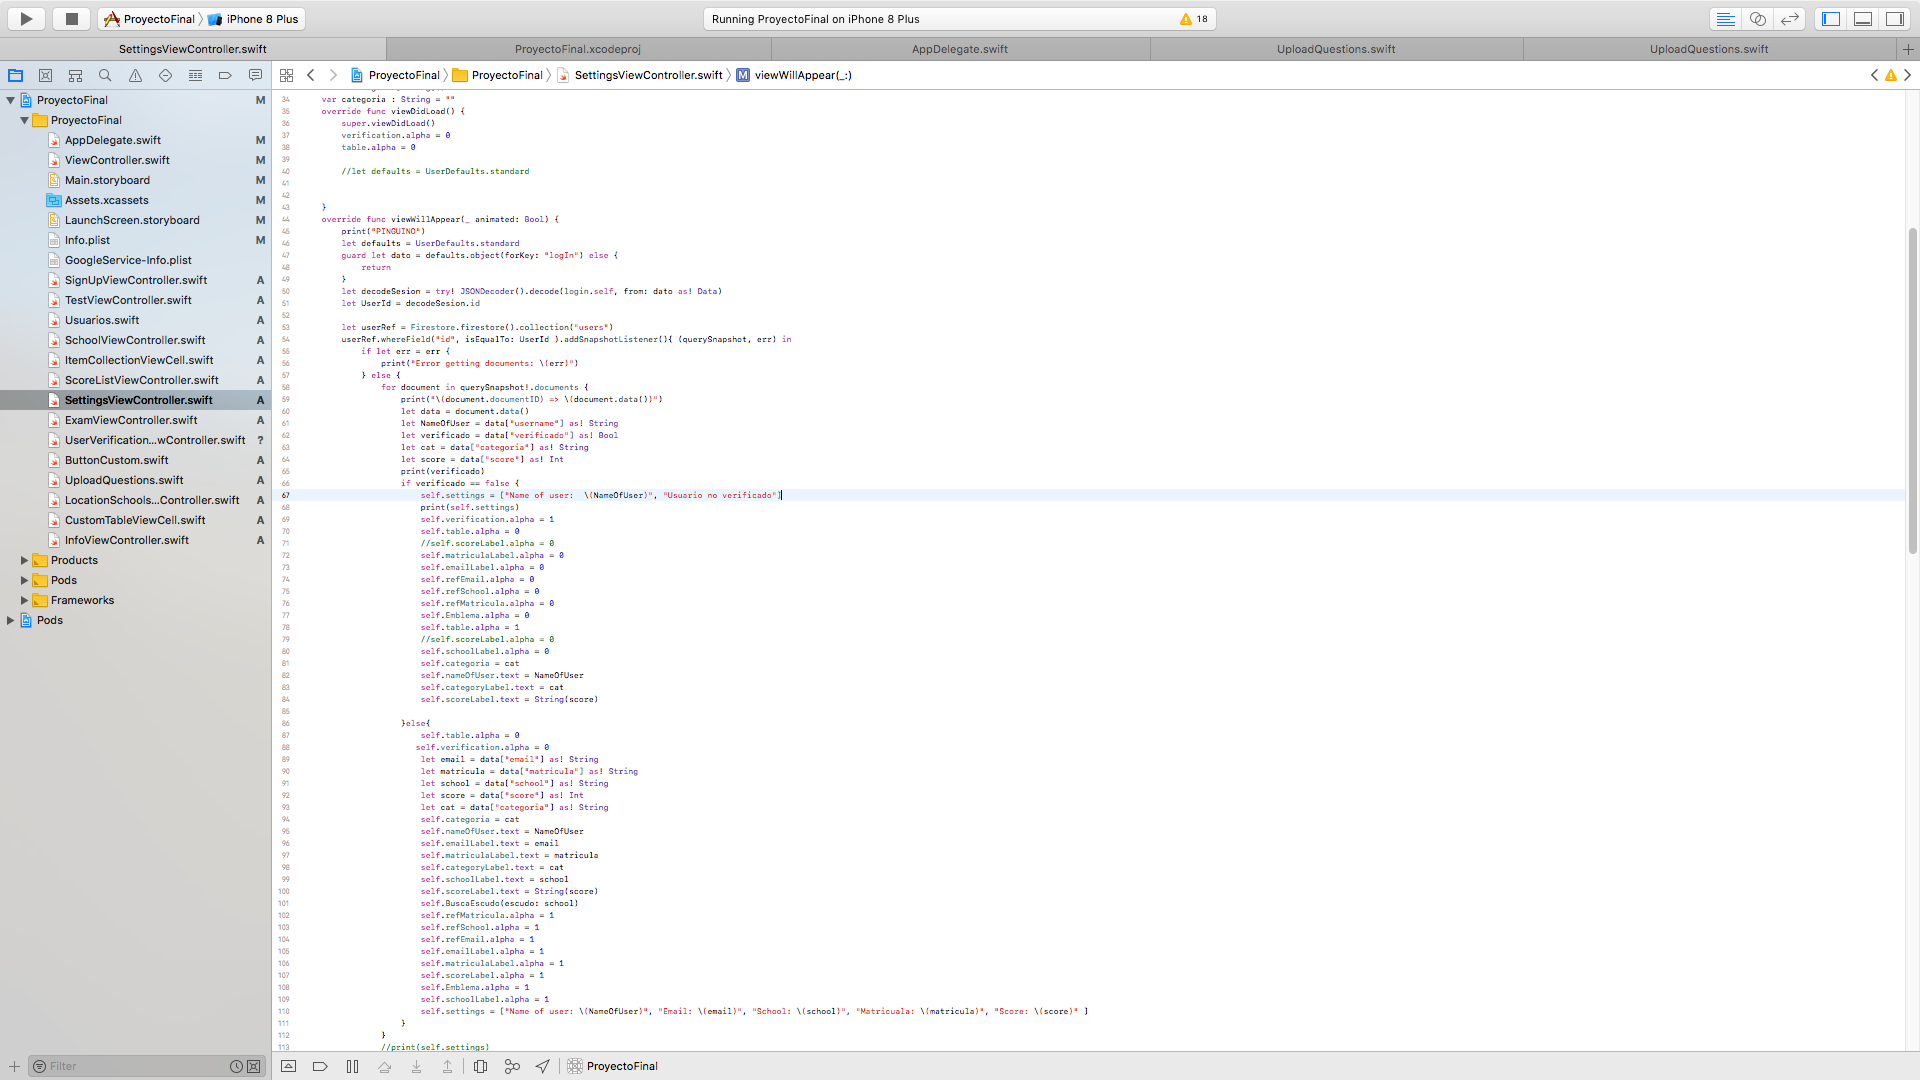 ProyectoFinal
iPhone 8 Plus
Running ProyectoFinal on iPhone 8 Plus
18
SettingsViewController.swift
ProyectoFinal.xcodeproj
AppDelegate.swift
UploadQuestions.swift
UploadQuestions.swift
ProyectoFinal
ProyectoFinal
SettingsViewController.swift
M
viewWillAppear(_:)
ProyectoFinal M
ProyectoFinal
AppDelegate.swift M
ViewController.swift M
Main.storyboard M
Assets.xcassets M
LaunchScreen.storyboard M
Info.plist M
GoogleService-Info.plist
SignUpViewController.swift A
TestViewController.swift A
Usuarios.swift A
SchoolViewController.swift A
ItemCollectionViewCell.swift A
ScoreListViewController.swift A
SettingsViewController.swift A
ExamViewController.swift A
UserVerification...wController.swift ?
ButtonCustom.swift A
UploadQuestions.swift A
LocationSchools...Controller.swift A
CustomTableViewCell.swift A
InfoViewController.swift A
Products
Pods
Frameworks
Pods
34 var categoria : String = ""
35 override func viewDidLoad() {
36 super.viewDidLoad()
37 verification.alpha = 0
38 table.alpha = 0
39
40 //let defaults = UserDefaults.standard
41
42
43 }
44 override func viewWillAppear(_ animated: Bool) {
45 print("PINGUINO")
46 let defaults = UserDefaults.standard
47 guard let dato = defaults.object(forKey: "logIn") else {
48 return
49 }
50 let decodeSesion = try! JSONDecoder().decode(login.self, from: dato as! Data)
51 let UserId = decodeSesion.id
52
53 let userRef = Firestore.firestore().collection("users")
54 userRef.whereField("id", isEqualTo: UserId ).addSnapshotListener(){ (querySnapshot, err) in
55 if let err = err {
56 print("Error getting documents: \(err)")
57 } else {
58 for document in querySnapshot!.documents {
59 print("\(document.documentID) => \(document.data())")
60 let data = document.data()
61 let NameOfUser = data["username"] as! String
62 let verificado = data["verificado"] as! Bool
63 let cat = data["categoria"] as! String
64 let score = data["score"] as! Int
65 print(verificado)
66 if verificado == false {
67 self.settings = ["Name of user:  \(NameOfUser)", "Usuario no verificado"]
68 print(self.settings)
69 self.verification.alpha = 1
70 self.table.alpha = 0
71 //self.scoreLabel.alpha = 0
72 self.matriculaLabel.alpha = 0
73 self.emailLabel.alpha = 0
74 self.refEmail.alpha = 0
75 self.refSchool.alpha = 0
76 self.refMatricula.alpha = 0
77 self.Emblema.alpha = 0
78 self.table.alpha = 1
79 //self.scoreLabel.alpha = 0
80 self.schoolLabel.alpha = 0
81 self.categoria = cat
82 self.nameOfUser.text = NameOfUser
83 self.categoryLabel.text = cat
84 self.scoreLabel.text = String(score)
85
86 }else{
87 self.table.alpha = 0
88 self.verification.alpha = 0
89 let email = data["email"] as! String
90 let matricula = data["matricula"] as! String
91 let school = data["school"] as! String
92 let score = data["score"] as! Int
93 let cat = data["categoria"] as! String
94 self.categoria = cat
95 self.nameOfUser.text = NameOfUser
96 self.emailLabel.text = email
97 self.matriculaLabel.text = matricula
98 self.categoryLabel.text = cat
99 self.schoolLabel.text = school
100 self.scoreLabel.text = String(score)
101 self.BuscaEscudo(escudo: school)
102 self.refMatricula.alpha = 1
103 self.refSchool.alpha = 1
104 self.refEmail.alpha = 1
105 self.emailLabel.alpha = 1
106 self.matriculaLabel.alpha = 1
107 self.scoreLabel.alpha = 1
108 self.Emblema.alpha = 1
109 self.schoolLabel.alpha = 1
110 self.settings = ["Name of user: \(NameOfUser)", "Email: \(email)", "School: \(school)", "Matricuala: \(matricula)", "Score: \(score)" ]
111 }
112 }
113 //print(self.settings)
Filter
ProyectoFinal